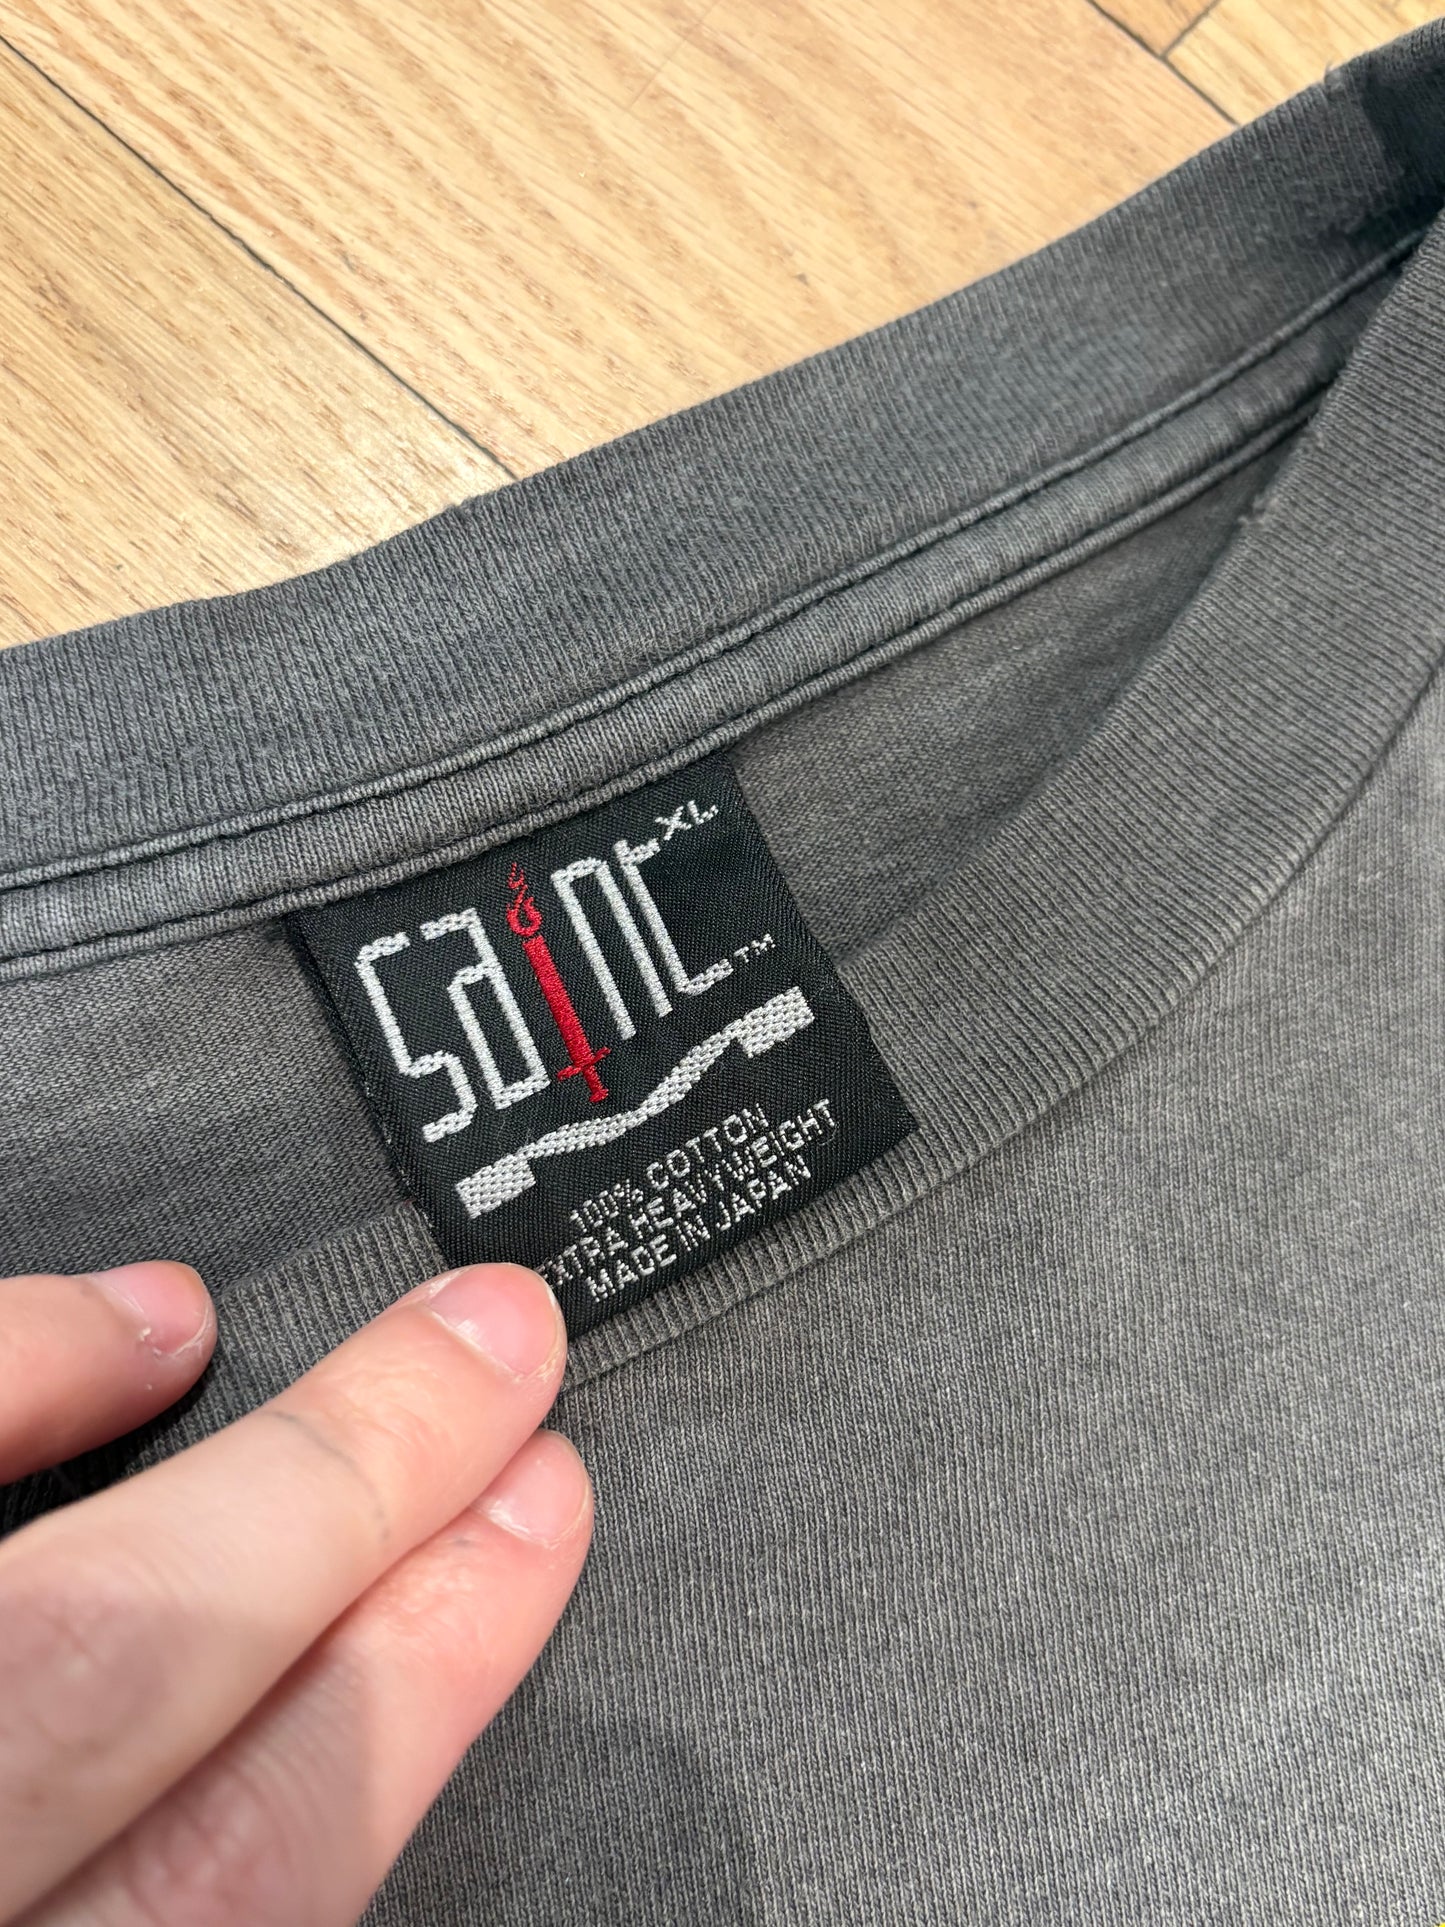 saint XL
™
100% COTTON
EXTRA HEAVYWEIGHT
MADE IN JAPAN